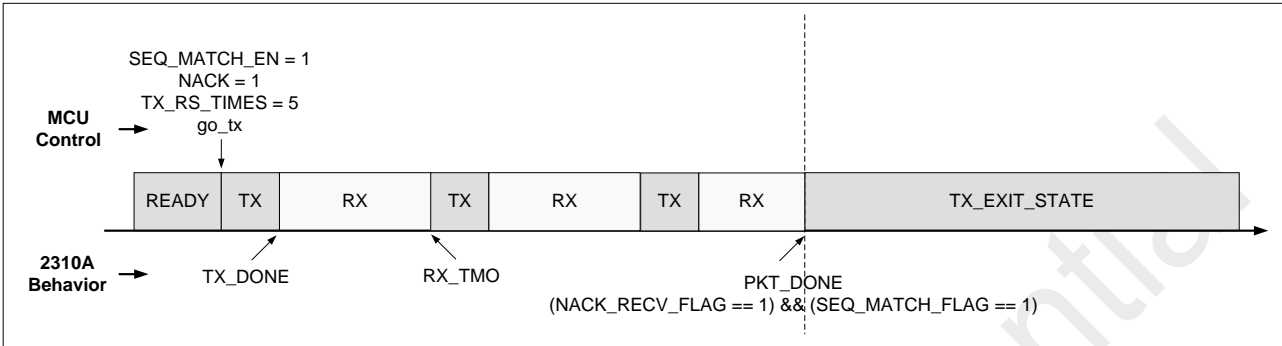 SEQ_MATCH_EN = 1
NACK = 1
TX_RS_TIMES = 5
go_tx
MCU
Control
READY TX RX TX RX TX RX TX_EXIT_STATE
2310A
Behavior
TX_DONE
RX_TMO
PKT_DONE
(NACK_RECV_FLAG == 1) && (SEQ_MATCH_FLAG == 1)
ntial